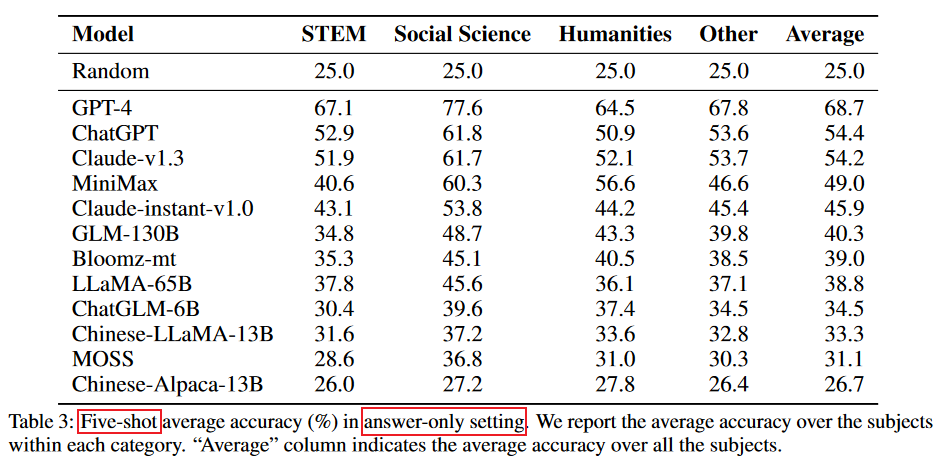 Model STEM Social Science Humanities Other Average
Random 25.0 25.0 25.0 25.0 25.0
GPT-4 67.1 77.6 64.5 67.8 68.7
ChatGPT 52.9 61.8 50.9 53.6 54.4
Claude-v1.3 51.9 61.7 52.1 53.7 54.2
MiniMax 40.6 60.3 56.6 46.6 49.0
Claude-instant-v1.0 43.1 53.8 44.2 45.4 45.9
GLM-130B 34.8 48.7 43.3 39.8 40.3
Bloomz-mt 35.3 45.1 40.5 38.5 39.0
LLaMA-65B 37.8 45.6 36.1 37.1 38.8
ChatGLM-6B 30.4 39.6 37.4 34.5 34.5
Chinese-LLaMA-13B 31.6 37.2 33.6 32.8 33.3
MOSS 28.6 36.8 31.0 30.3 31.1
Chinese-Alpaca-13B 26.0 27.2 27.8 26.4 26.7
Table 3: Five-shot average accuracy (%) in answer-only setting. We report the average accuracy over the subjects
within each category. “Average” column indicates the average accuracy over all the subjects.